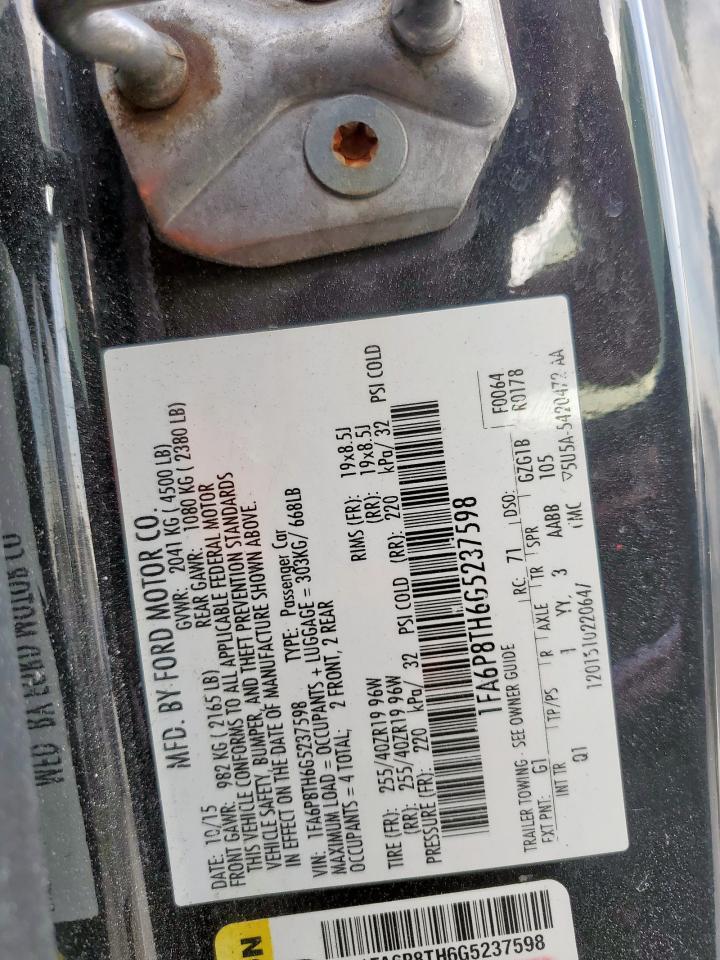 MFD. BY FORD MOTOR CO.
DATE: 10/15 GVWR: 2041 KG ( 4500 LB)
FRONT GAWR: 982 KG ( 2165 LB) REAR GAWR: 1080 KG ( 2380 LB)
THIS VEHICLE CONFORMS TO ALL APPLICABLE FEDERAL MOTOR
VEHICLE SAFETY, BUMPER, AND THEFT PREVENTION STANDARDS
IN EFFECT ON THE DATE OF MANUFACTURE SHOWN ABOVE.
VIN: 1FA6P8TH6G5237598 TYPE: Passenger Car
MAXIMUM LOAD = OCCUPANTS + LUGGAGE = 303KG/ 668LB
OCCUPANTS = 4 TOTAL; 2 FRONT, 2 REAR
TIRE (FR): 255/40ZR19 96W RIMS (FR): 19x8.5J
(RR): 255/40ZR19 96W (RR): 19x8.5J
PRESSURE (FR): 220 kPa/ 32 PSI COLD (RR): 220 kPa/ 32 PSI COLD
1FA6P8TH6G5237598
F0064
R0178
TRAILER TOWING - SEE OWNER GUIDE
EXT PNT: G1 RC: 71 DSO: GZG1B
INT TR TP/PS R AXLE TR SPR 105
Q1 1 YY, 3 AABB
▽5U5A-5420472-AA
1FA6P8TH6G5237598